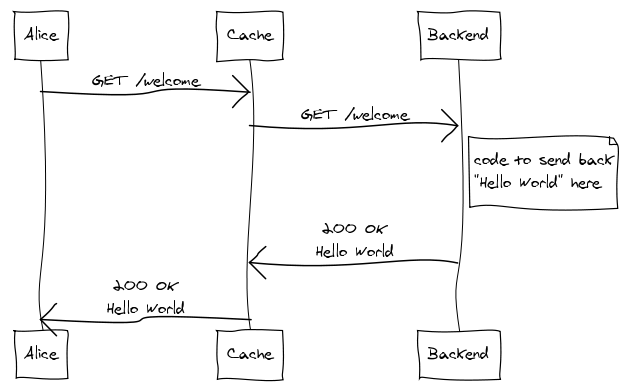 Alice
Cache
Backend
GET /welcome
GET /welcome
code to send back
"Hello World" here
200 OK
Hello World
200 OK
Hello World
Alice
Cache
Backend